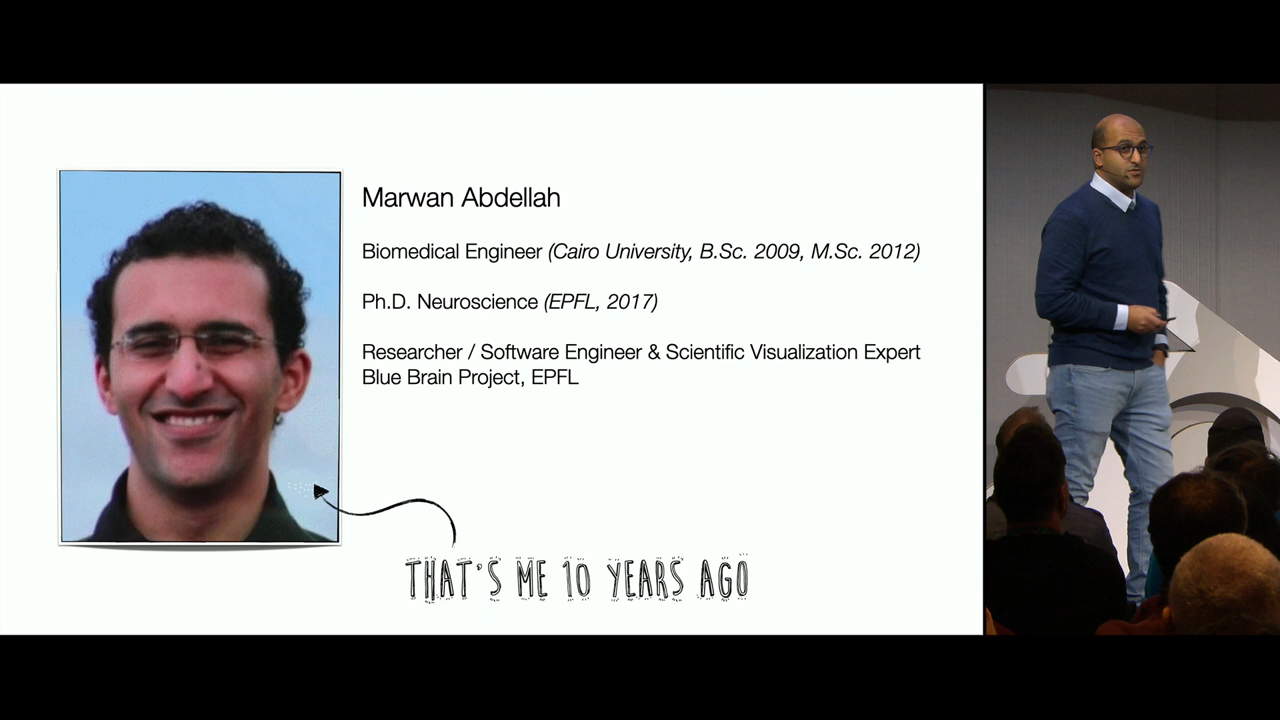 Marwan Abdellah
Biomedical Engineer (Cairo University, B.Sc. 2009, M.Sc. 2012)
Ph.D. Neuroscience (EPFL, 2017)
Researcher / Software Engineer & Scientific Visualization Expert
Blue Brain Project, EPFL
THAT'S ME 10 YEARS AGO